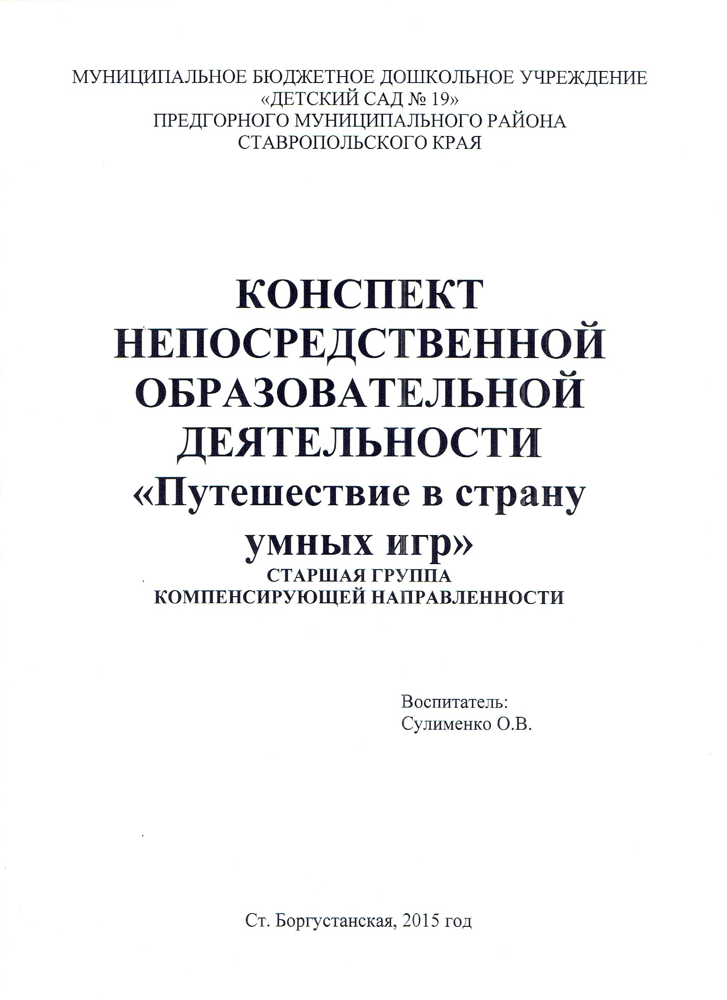 МУНИЦИПАЛЬНОЕ БЮДЖЕТНОЕ ДОШКОЛЬНОЕ УЧРЕЖДЕНИЕ
«ДЕТСКИЙ САД № 19»
ПРЕДГОРНОГО МУНИЦИПАЛЬНОГО РАЙОНА
СТАВРОПОЛЬСКОГО КРАЯ
КОНСПЕКТ
НЕПОСРЕДСТВЕННОЙ
ОБРАЗОВАТЕЛЬНОЙ
ДЕЯТЕЛЬНОСТИ
«Путешествие в страну
умных игр»
СТАРШАЯ ГРУППА
КОМПЕНСИРУЮЩЕЙ НАПРАВЛЕННОСТИ
Воспитатель:
Сулименко О.В.
Ст. Боргустанская, 2015 год